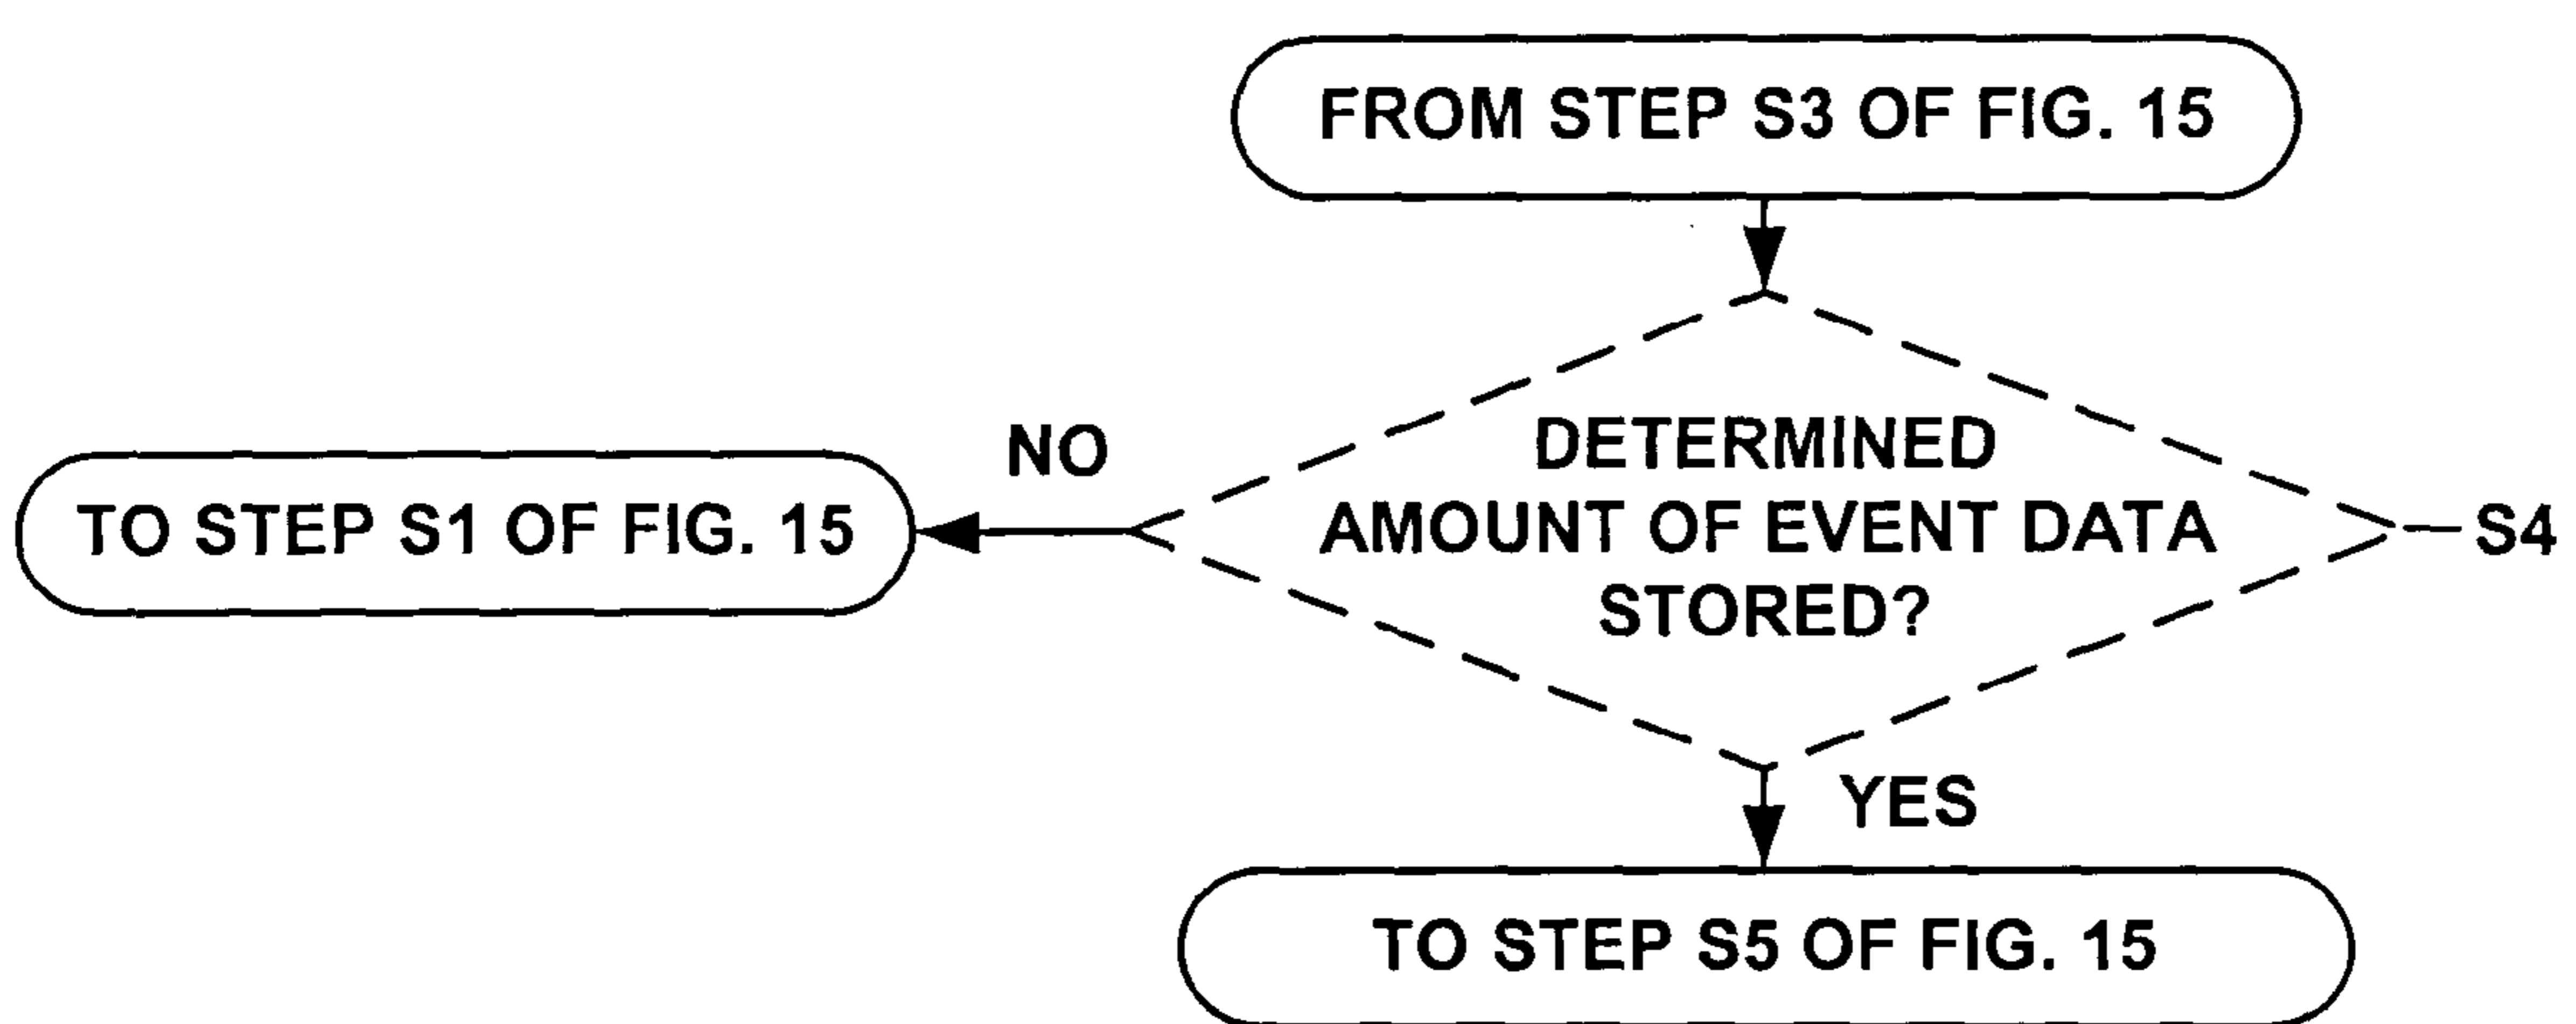 FROM STEP S3 OF FIG. 15
DETERMINED
AMOUNT OF EVENT DATA
STORED?
S4
NO
TO STEP S1 OF FIG. 15
YES
TO STEP S5 OF FIG. 15